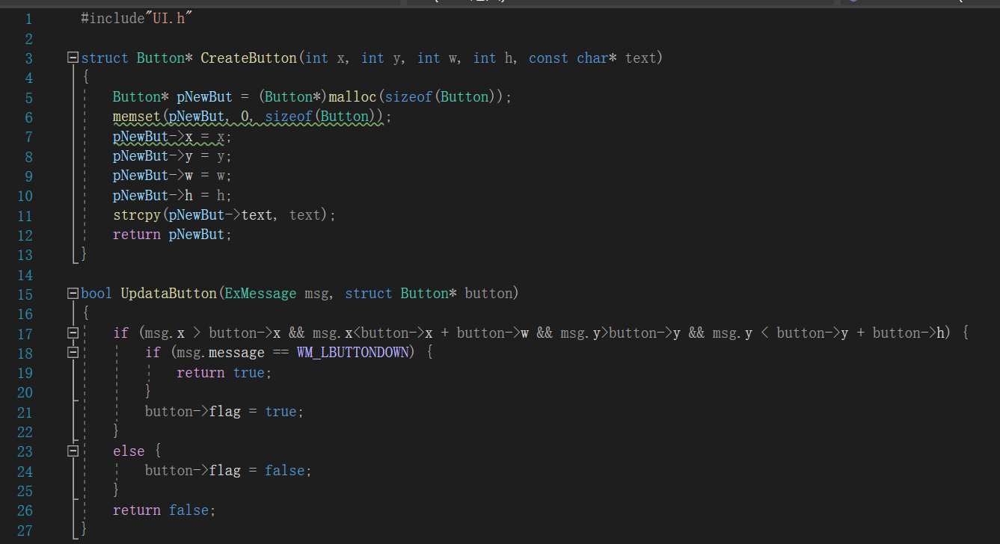 1 #include"UI.h"
2
3 struct Button* CreateButton(int x, int y, int w, int h, const char* text)
4 {
5 Button* pNewBut = (Button*)malloc(sizeof(Button));
6 memset(pNewBut, 0, sizeof(Button));
7 pNewBut->x = x;
8 pNewBut->y = y;
9 pNewBut->w = w;
10 pNewBut->h = h;
11 strcpy(pNewBut->text, text);
12 return pNewBut;
13 }
14
15 bool UpdataButton(ExMessage msg, struct Button* button)
16 {
17 if (msg.x > button->x && msg.x<button->x + button->w && msg.y>button->y && msg.y < button->y + button->h) {
18 if (msg.message == WM_LBUTTONDOWN) {
19 return true;
20 }
21 button->flag = true;
22 }
23 else {
24 button->flag = false;
25 }
26 return false;
27 }